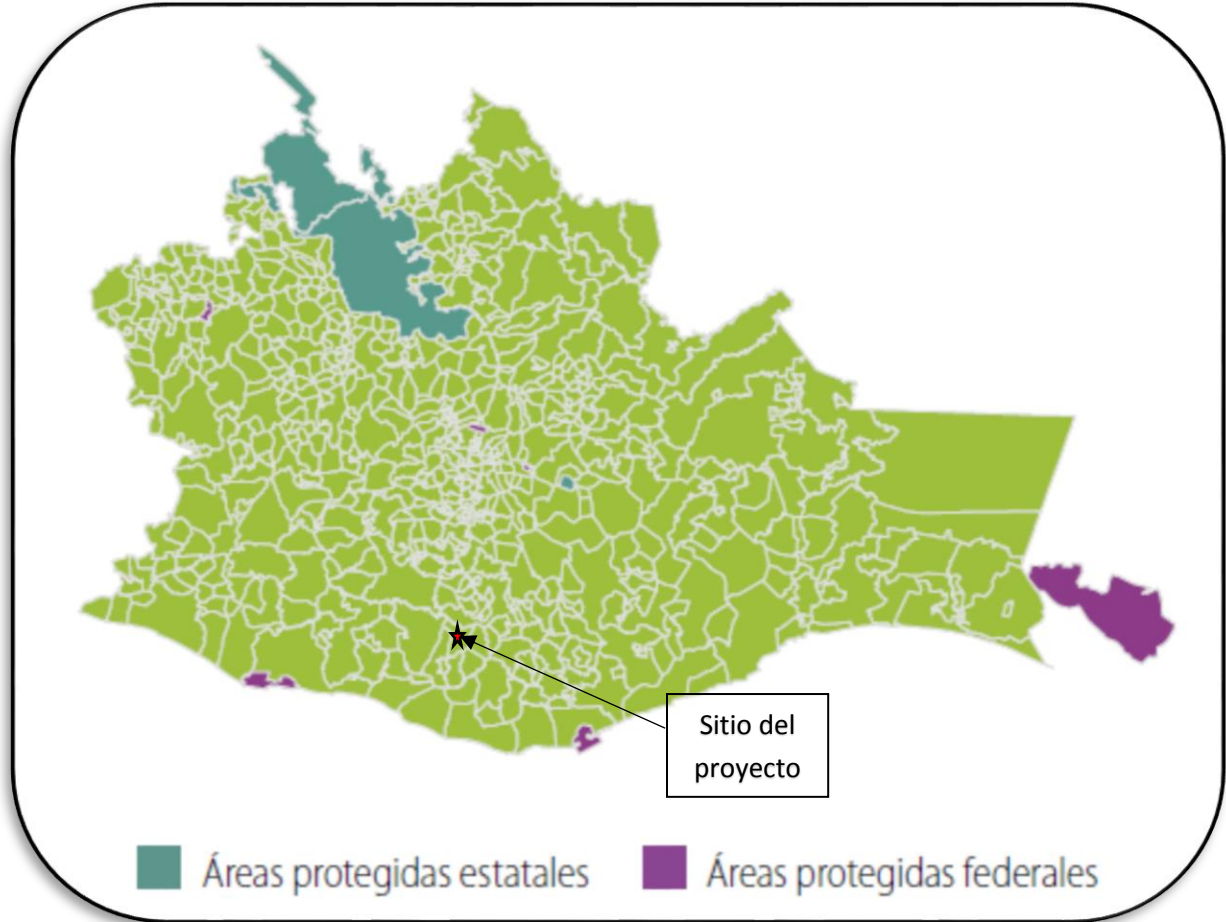 Sitio del
proyecto
Áreas protegidas estatales
Áreas protegidas federales